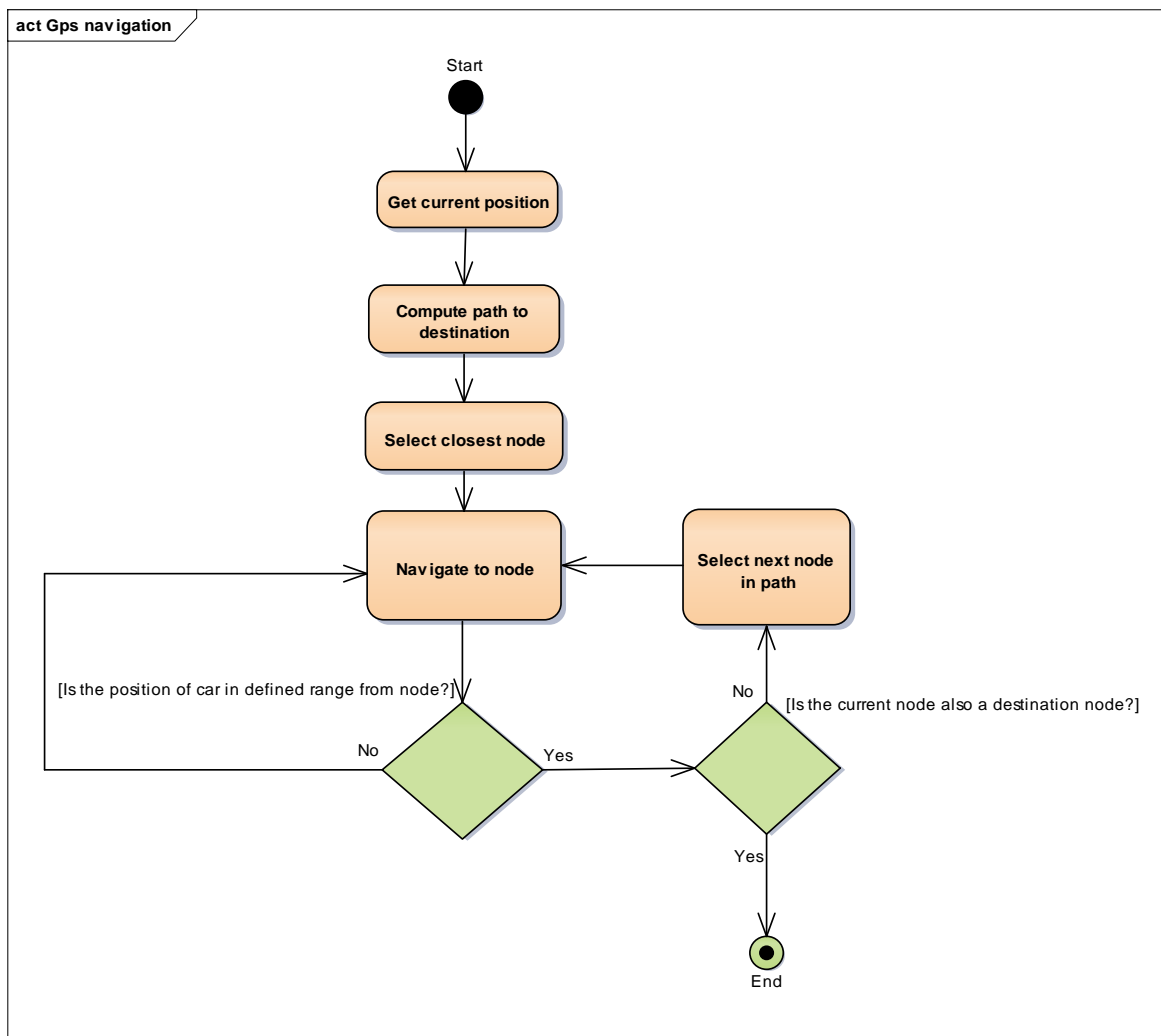 act Gps navigation
Start
Get current position
Compute path to
destination
Select closest node
Navigate to node
Select next node
in path
[Is the position of car in defined range from node?]
No
[Is the current node also a destination node?]
No
Yes
Yes
End